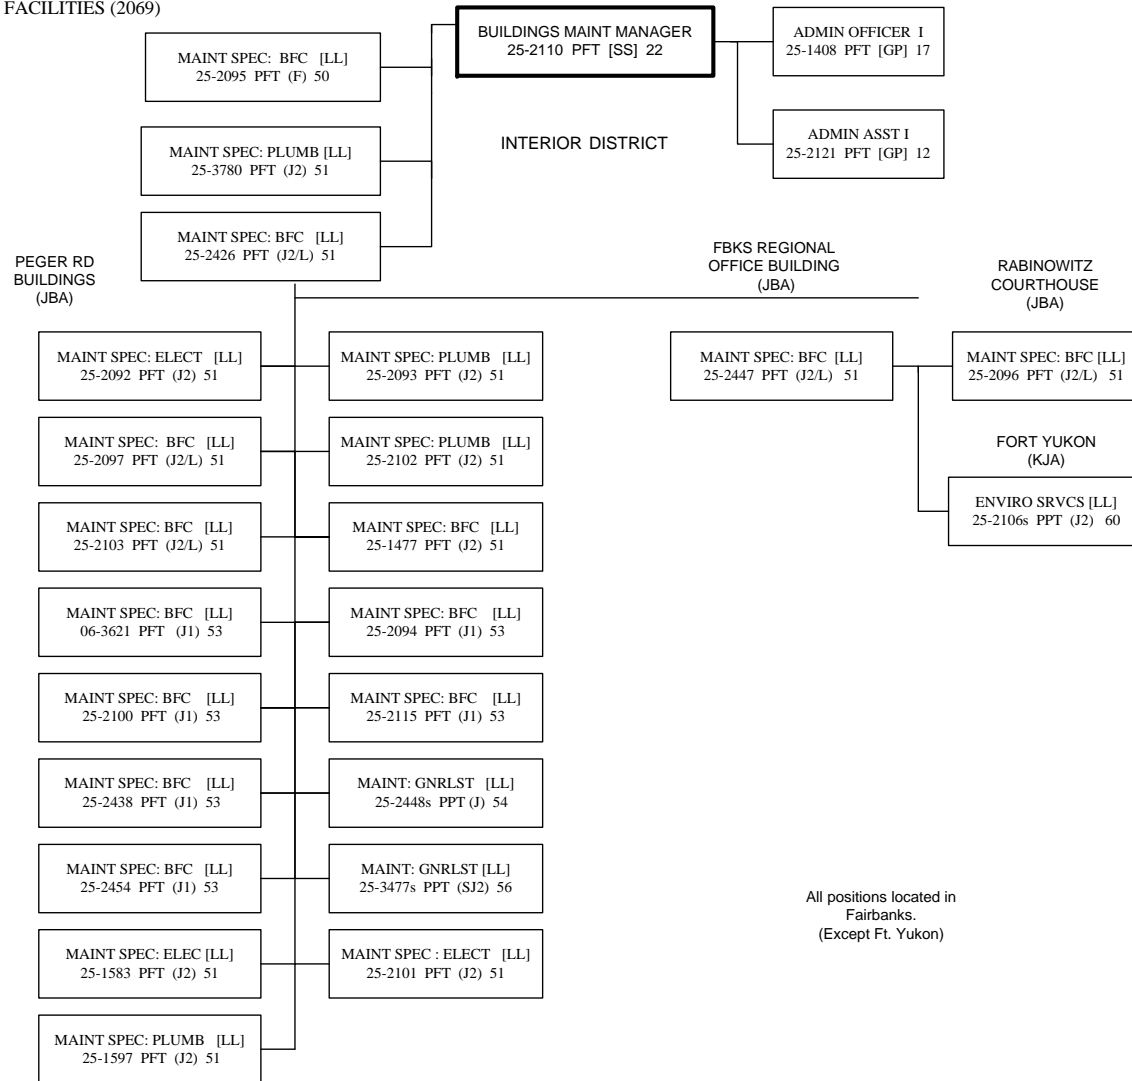 FACILITIES (2069)
BUILDINGS MAINT MANAGER
25-2110 PFT [SS] 22
ADMIN OFFICER I
25-1408 PFT [GP] 17
MAINT SPEC: BFC [LL]
25-2095 PFT (F) 50
ADMIN ASST I
25-2121 PFT [GP] 12
INTERIOR DISTRICT
MAINT SPEC: PLUMB [LL]
25-3780 PFT (J2) 51
MAINT SPEC: BFC [LL]
25-2426 PFT (J2/L) 51
PEGER RD
BUILDINGS
(JBA)
FBKS REGIONAL
OFFICE BUILDING
(JBA)
RABINOWITZ
COURTHOUSE
(JBA)
MAINT SPEC: ELECT [LL]
25-2092 PFT (J2) 51
MAINT SPEC: PLUMB [LL]
25-2093 PFT (J2) 51
MAINT SPEC: BFC [LL]
25-2447 PFT (J2/L) 51
MAINT SPEC: BFC [LL]
25-2096 PFT (J2/L) 51
MAINT SPEC: BFC [LL]
25-2097 PFT (J2/L) 51
MAINT SPEC: PLUMB [LL]
25-2102 PFT (J2) 51
FORT YUKON
(KJA)
ENVIRO SRVCS [LL]
25-2106s PPT (J2) 60
MAINT SPEC: BFC [LL]
25-2103 PFT (J2/L) 51
MAINT SPEC: BFC [LL]
25-1477 PFT (J2) 51
MAINT SPEC: BFC [LL]
06-3621 PFT (J1) 53
MAINT SPEC: BFC [LL]
25-2094 PFT (J1) 53
MAINT SPEC: BFC [LL]
25-2100 PFT (J1) 53
MAINT SPEC: BFC [LL]
25-2115 PFT (J1) 53
MAINT SPEC: BFC [LL]
25-2438 PFT (J1) 53
MAINT: GNRLST [LL]
25-2448s PPT (J) 54
MAINT SPEC: BFC [LL]
25-2454 PFT (J1) 53
MAINT: GNRLST [LL]
25-3477s PPT (SJ2) 56
All positions located in
Fairbanks.
(Except Ft. Yukon)
MAINT SPEC: ELEC [LL]
25-1583 PFT (J2) 51
MAINT SPEC : ELECT [LL]
25-2101 PFT (J2) 51
MAINT SPEC: PLUMB [LL]
25-1597 PFT (J2) 51